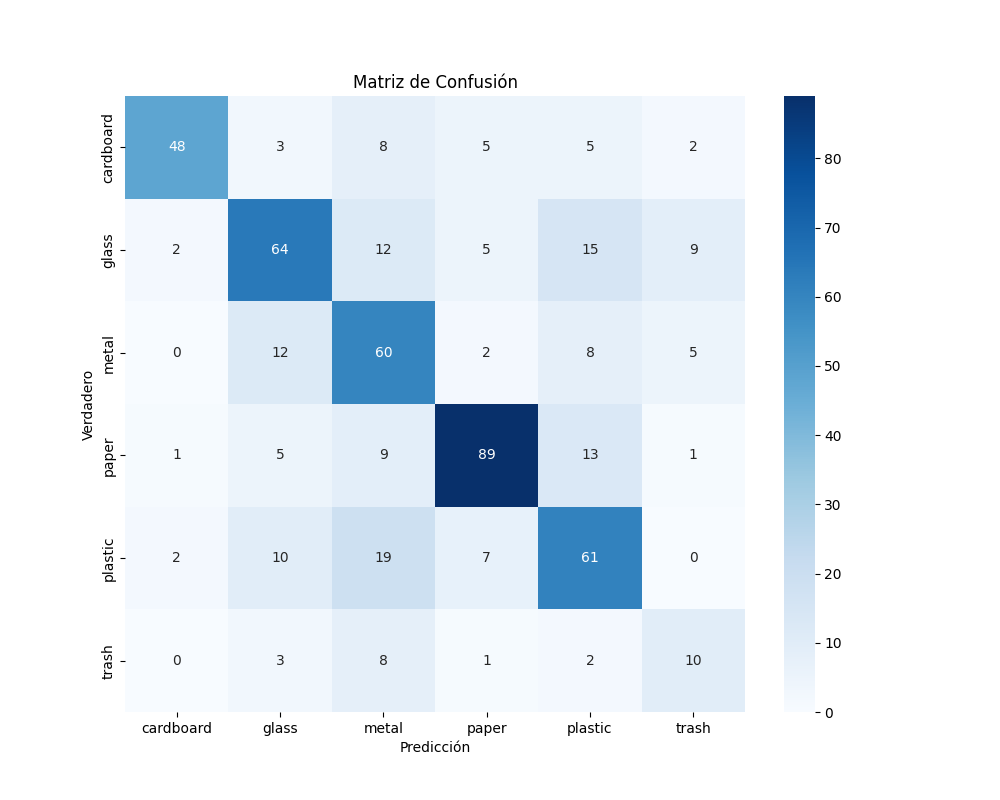 Matriz de Confusión
cardboard 48 3 8 5 5 2
glass 2 64 12 5 15 9
metal 0 12 60 2 8 5
paper 1 5 9 89 13 1
plastic 2 10 19 7 61 0
trash 0 3 8 1 2 10
cardboard glass metal paper plastic trash
Predicción
Verdadero
80
70
60
50
40
30
20
10
0